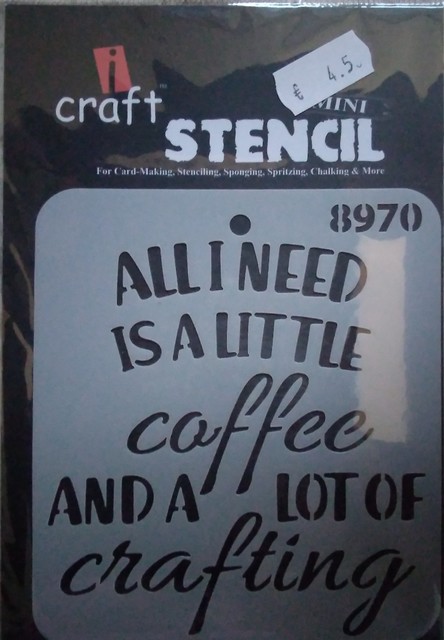 i
craft™
€ 4.5-
MINI
STENCIL
For Card-Making, Stenciling, Sponging, Spritzing, Chalking & More
8970
ALL I NEED
IS A LITTLE
coffee
AND A LOT OF
crafting